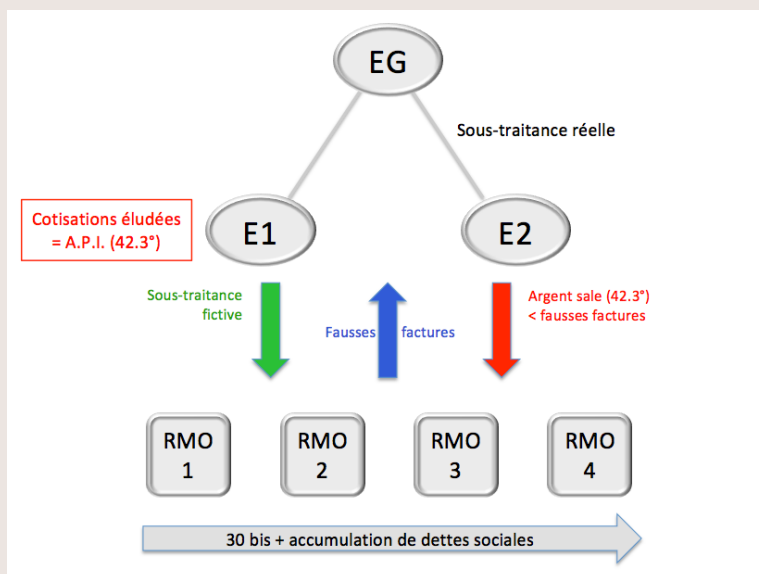 EG
Sous-traitance réelle
Cotisations éludées
= A.P.I. (42.3°)
E1
E2
Sous-traitance
fictive
Fausses factures
Argent sale (42.3°)
< fausses factures
RMO
1
RMO
2
RMO
3
RMO
4
30 bis + accumulation de dettes sociales